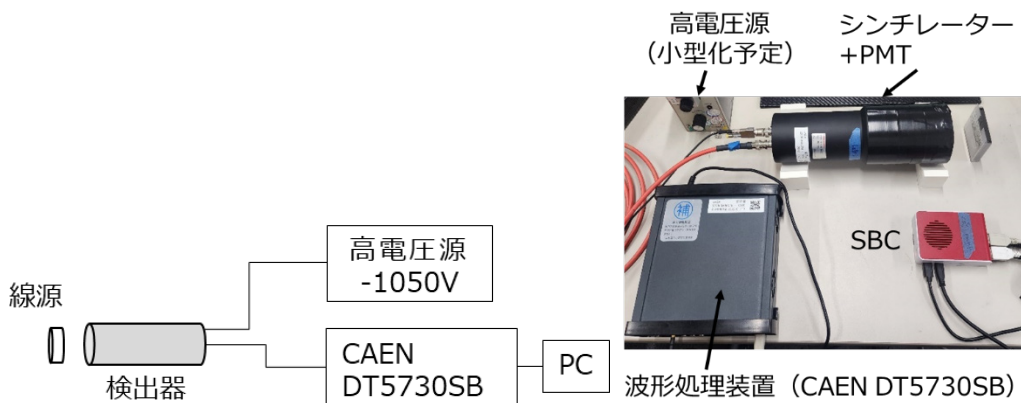 高電圧源
(小型化予定)
シンチレーター
+PMT
補
SBC
高電圧源
-1050V
線源
CAEN
DT5730SB
PC
検出器
波形処理装置（CAEN DT5730SB）